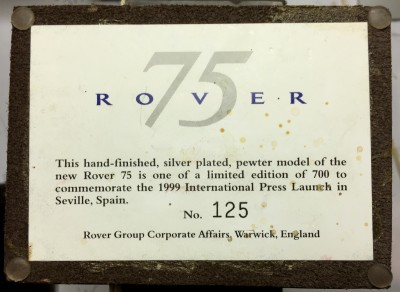 75
ROVER
This hand-finished, silver plated, pewter model of the
new Rover 75 is one of a limited edition of 700 to
commemorate the 1999 International Press Launch in
Seville, Spain.
No. 125
Rover Group Corporate Affairs, Warwick, England